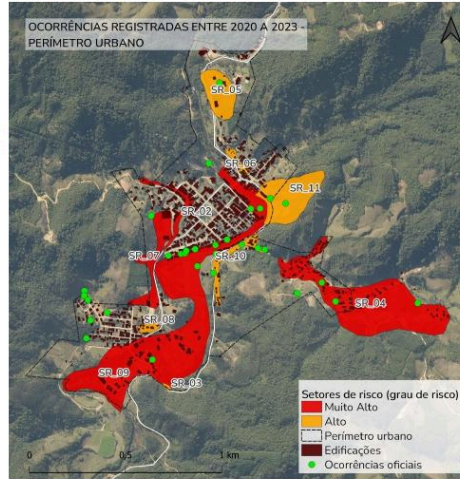 OCORRÊNCIAS REGISTRADAS ENTRE 2020 A 2023 -
PERÍMETRO URBANO
SR_05
SR_06
SR_11
SR_02
SR_07
SR_10
SR_04
SR_08
SR_09
SR_03
Setores de risco (grau de risco)
Muito Alto
Alto
Perímetro urbano
Edificações
Ocorrências oficiais
0 0.5 1 km